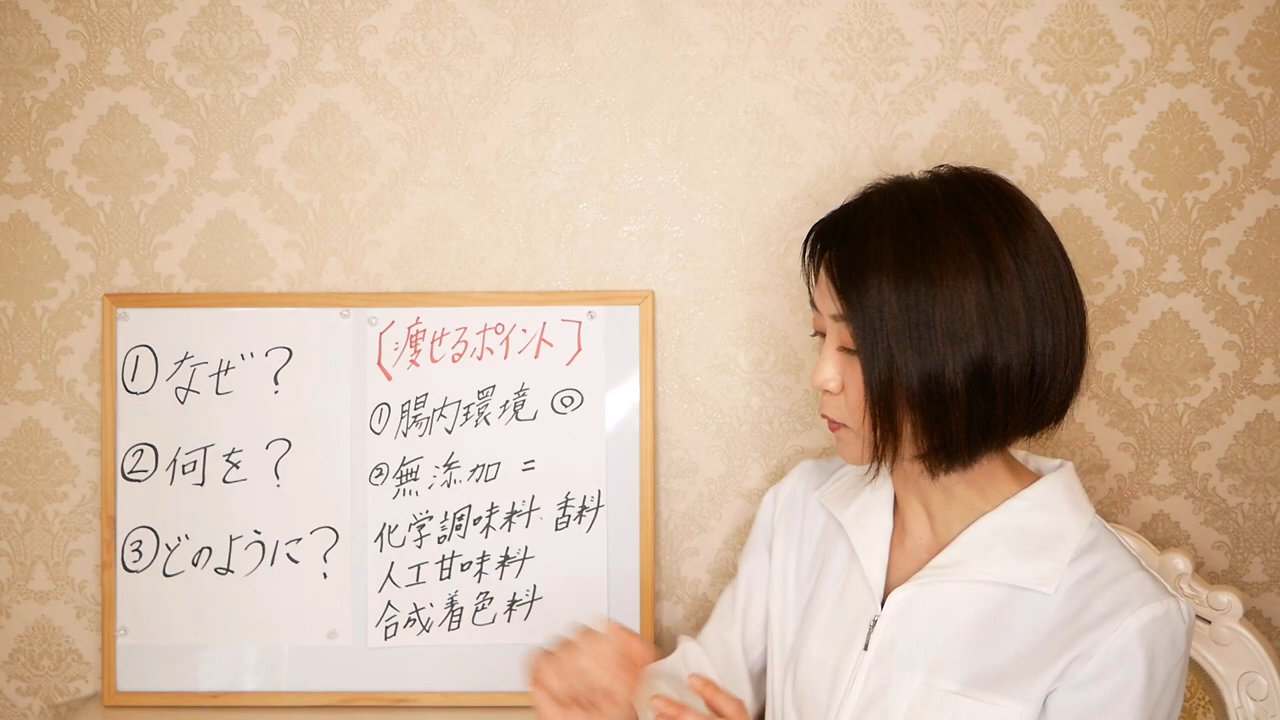 ①なぜ？
②何を？
③どのように？
〔痩せるポイント〕
①腸内環境◎
②無添加＝
化学調味料、香料
人工甘味料
合成着色料